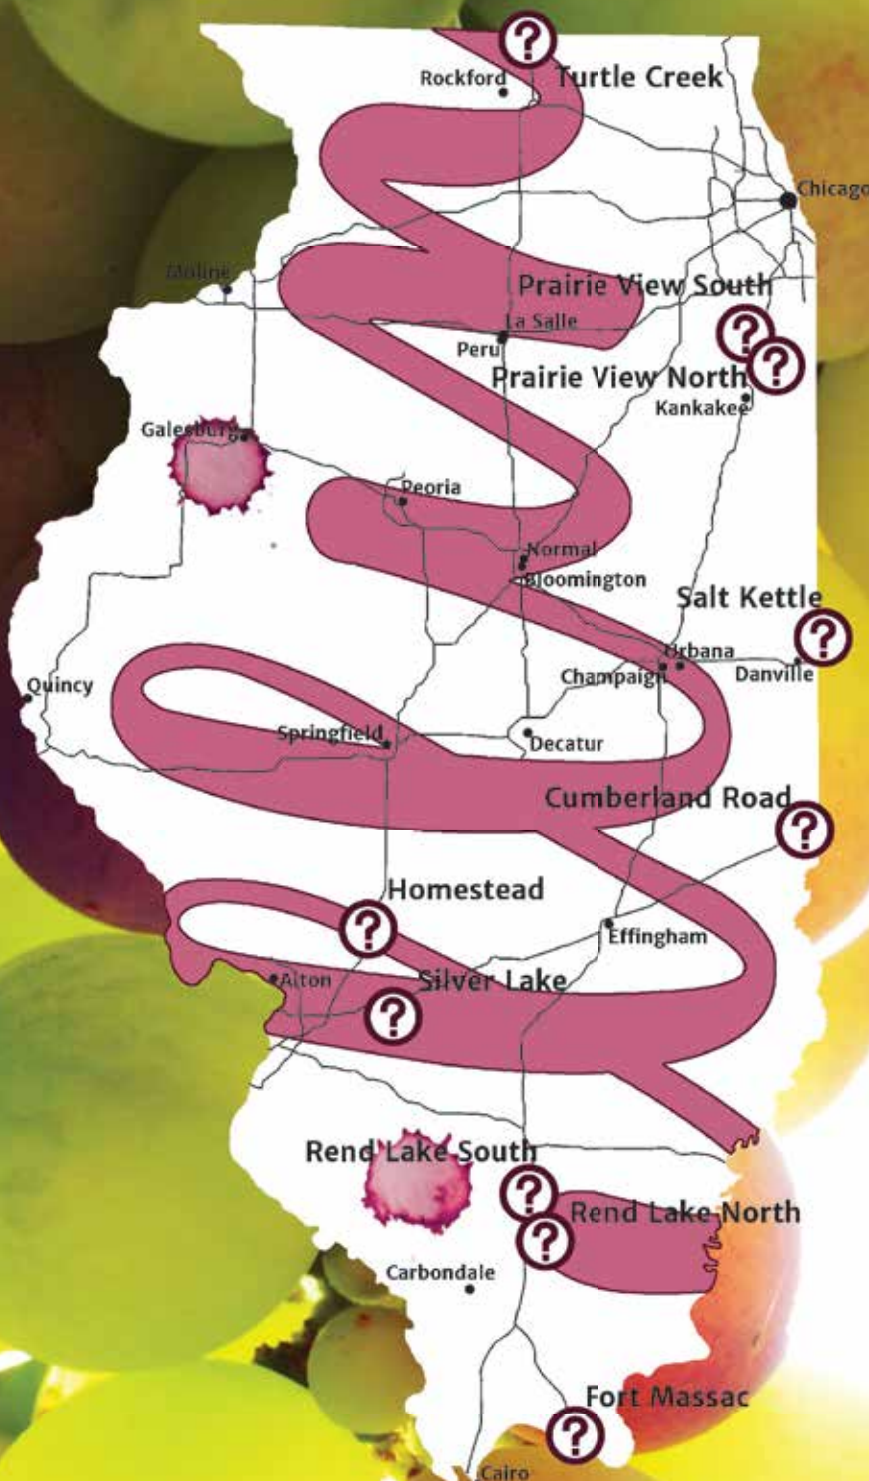 ?
Rockford
Turtle Creek
Chicago
Moline
Prairie View South
La Salle
?
Peru
Prairie View North
?
Kankakee
Galesburg
Peoria
Normal
Bloomington
Salt Kettle
?
Urbana
Champaign
Danville
Quincy
Springfield
Decatur
Cumberland Road
?
Homestead
?
Effingham
Alton
Silver Lake
?
Rend Lake South
?
Rend Lake North
?
Carbondale
Fort Massac
?
Cairo